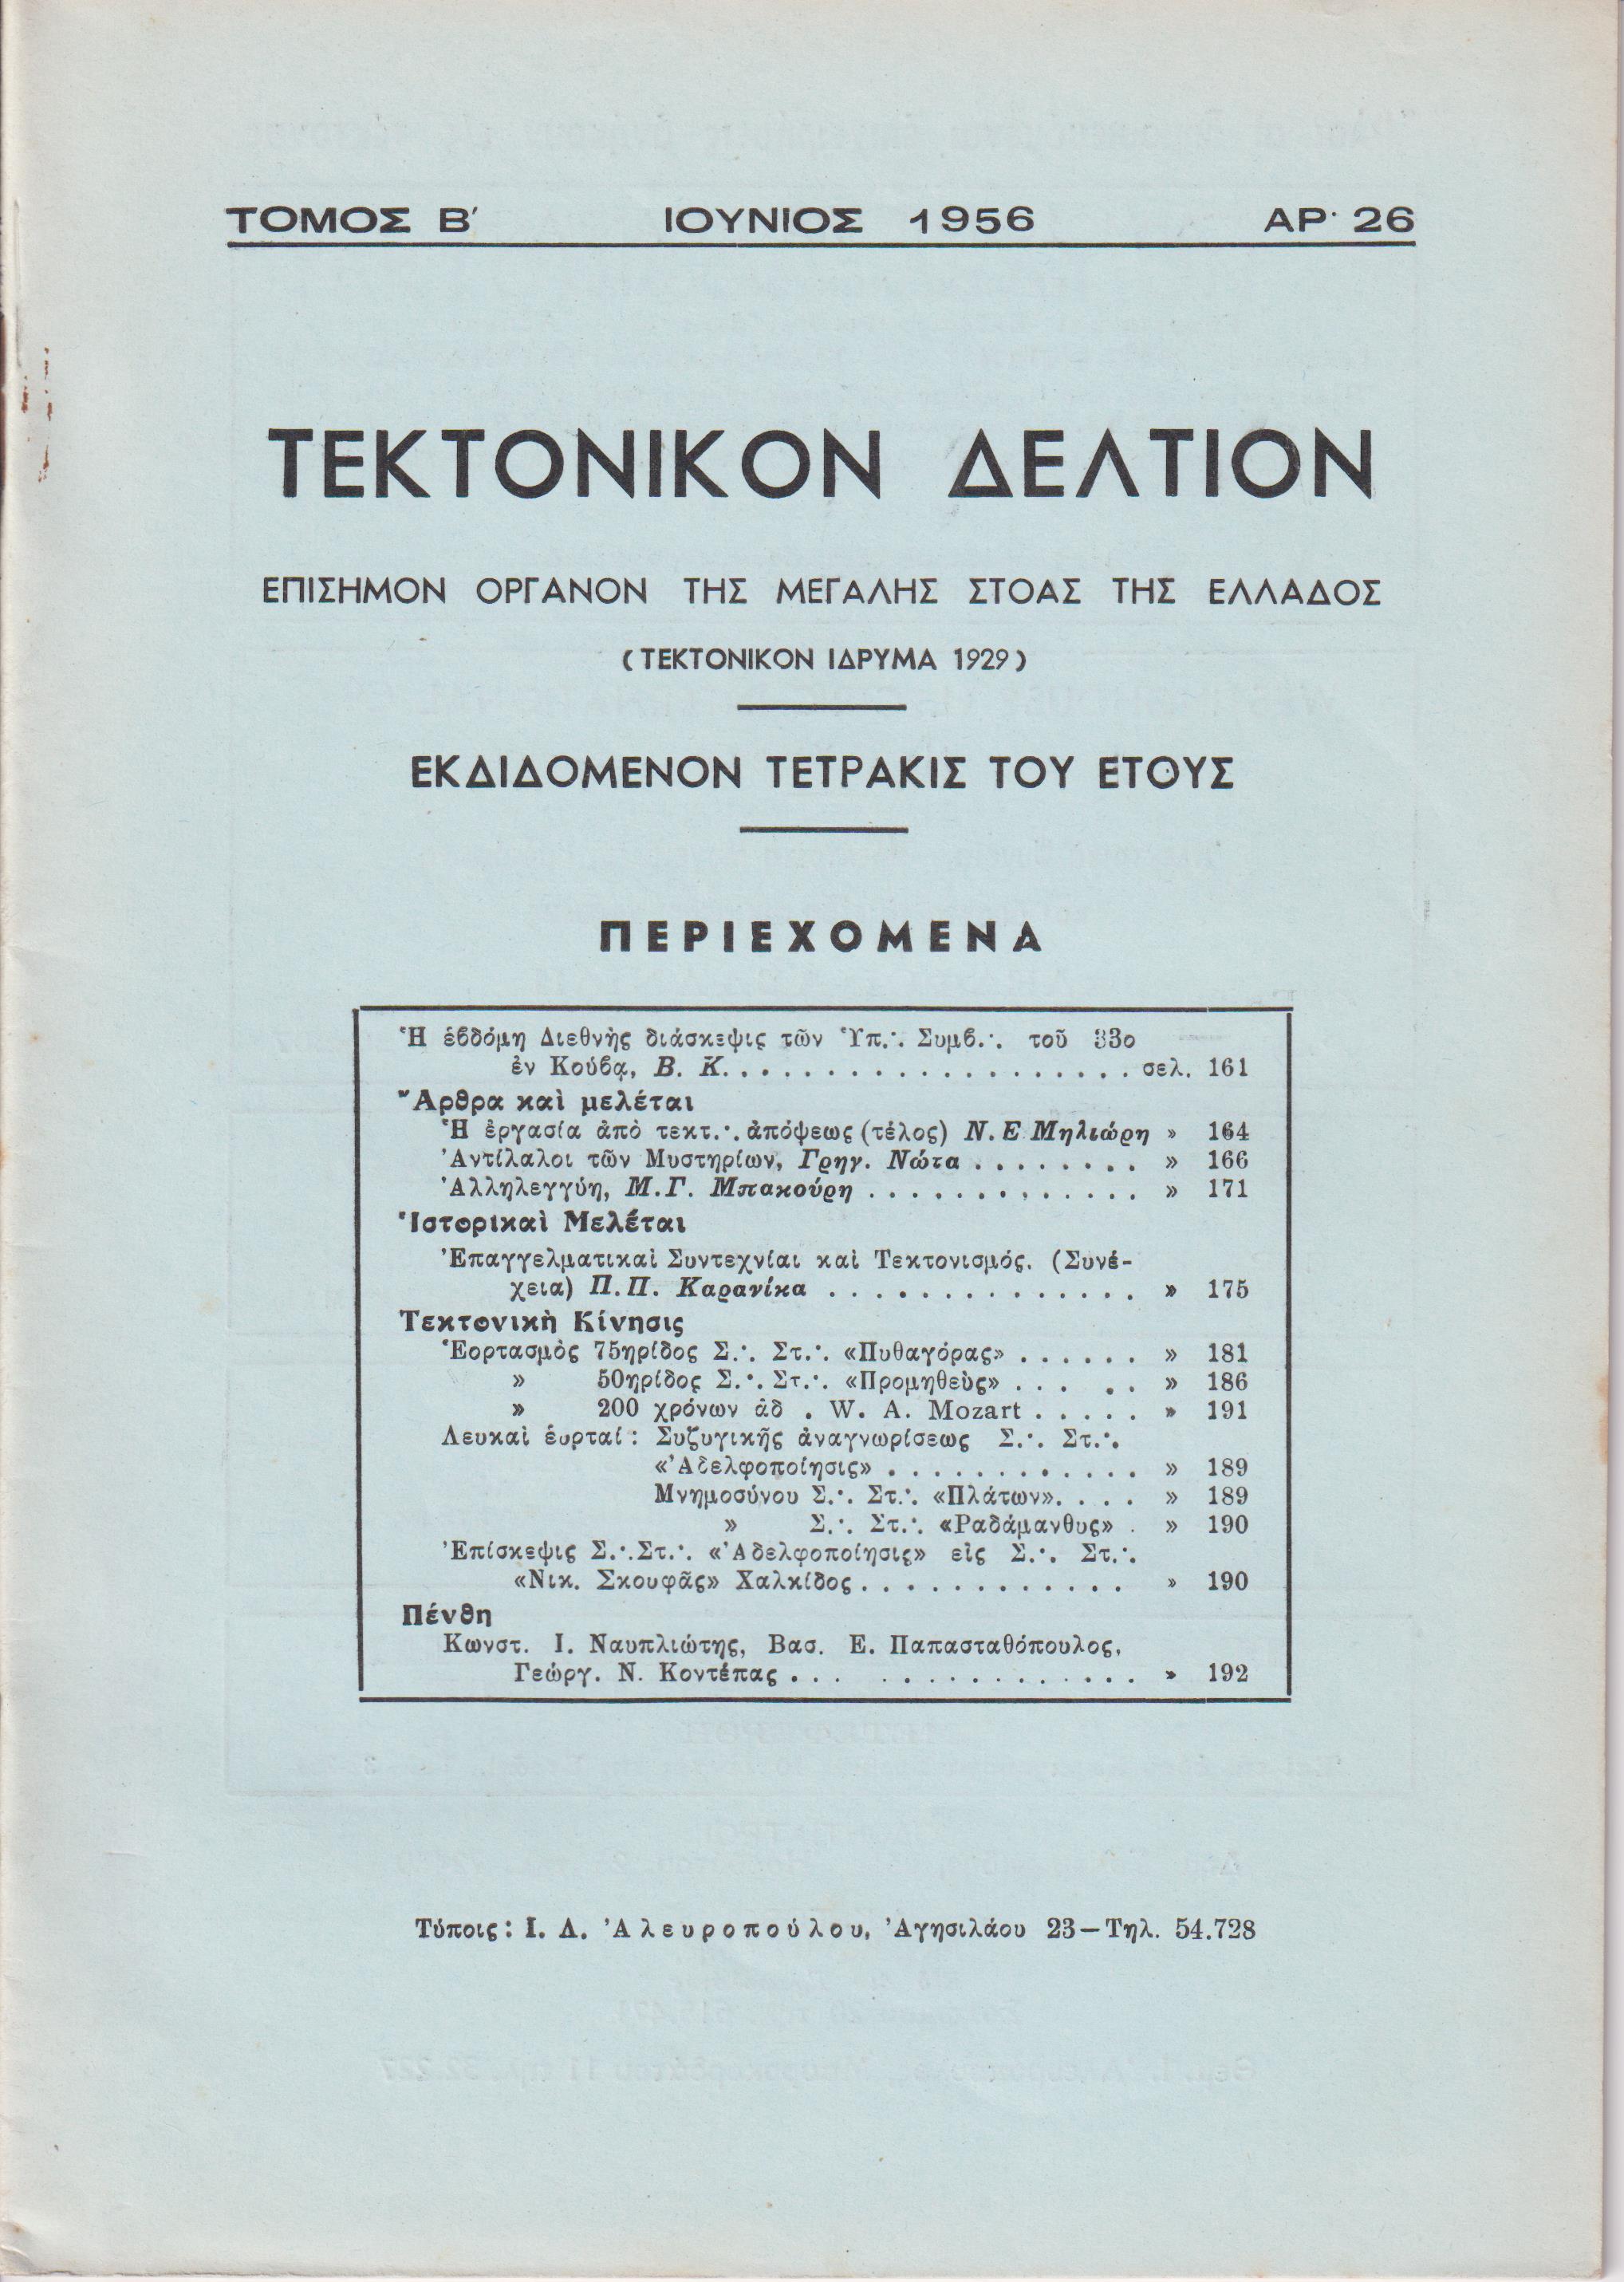 ΤΟΜΟΣ Β′ ΙΟΥΝΙΟΣ 1956 ΑΡ· 26
ΤΕΚΤΟΝΙΚΟΝ ΔΕΛΤΙΟΝ
ΕΠΙΣΗΜΟΝ ΟΡΓΑΝΟΝ ΤΗΣ ΜΕΓΑΛΗΣ ΣΤΟΑΣ ΤΗΣ ΕΛΛΑΔΟΣ
(ΤΕΚΤΟΝΙΚΟΝ ΙΔΡΥΜΑ 1929)
ΕΚΔΙΔΟΜΕΝΟΝ ΤΕΤΡΑΚΙΣ ΤΟΥ ΕΤΟΥΣ
ΠΕΡΙΕΧΟΜΕΝΑ
Ἡ ἑβδόμη Διεθνὴς διάσκεψις τῶν Ὑπ.·. Συμβ.·. τοῦ 33ο
ἐν Κούβᾳ, Β. Κ. . . . . . . . . . . . . . . . . . . . . σελ. 161
Ἄρθρα καὶ μελέται
Ἡ ἐργασία ἀπὸ τεκτ.·. ἀπόψεως (τέλος) Ν. Ε Μηλιώρη » 164
Ἀντίλαλοι τῶν Μυστηρίων, Γρηγ. Νώτα . . . . . . . . » 166
Ἀλληλεγγύη, Μ. Γ. Μπακούρη . . . . . . . . . . . . . » 171
Ἱστορικαὶ Μελέται
Ἐπαγγελματικαὶ Συντεχνίαι καὶ Τεκτονισμός. (Συνέ-
χεια) Π. Π. Καρανίκα . . . . . . . . . . . . . . » 175
Τεκτονικὴ Κίνησις
Ἑορτασμὸς 75ηρίδος Σ.·. Στ.·. «Πυθαγόρας» . . . . . . » 181
» 50ηρίδος Σ.·. Στ.·. «Προμηθεὺς» . . . . . » 186
» 200 χρόνων ἀδ . W. A. Mozart . . . . . » 191
Λευκαὶ ἑορταί : Συζυγικῆς ἀναγνωρίσεως Σ.·. Στ.·.
«Ἀδελφοποίησις» . . . . . . . . . . . . . » 189
Μνημοσύνου Σ.·. Στ.·. «Πλάτων». . . . » 189
» Σ.·. Στ.·. «Ραδάμανθυς» . » 190
Ἐπίσκεψις Σ.·.Στ.·. «Ἀδελφοποίησις» εἰς Σ.·. Στ.·.
«Νικ. Σκουφᾶς» Χαλκίδος . . . . . . . . . . . . » 190
Πένθη
Κωνστ. Ι. Ναυπλιώτης, Βασ. Ε. Παπασταθόπουλος,
Γεώργ. Ν. Κοντέπας . . . . . . . . . . . . . . . » 192
Τύποις : Ι. Λ. Ἀλευροπούλου, Ἀγησιλάου 23 – Τηλ. 54.728